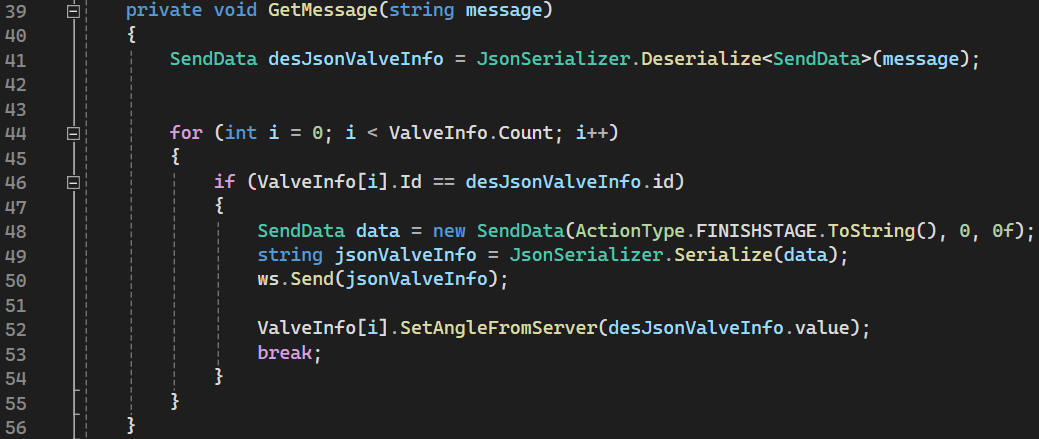 39 private void GetMessage(string message)
40 {
41 SendData desJsonValveInfo = JsonSerializer.Deserialize<SendData>(message);
42
43
44 for (int i = 0; i < ValveInfo.Count; i++)
45 {
46 if (ValveInfo[i].Id == desJsonValveInfo.id)
47 {
48 SendData data = new SendData(ActionType.FINISHSTAGE.ToString(), 0, 0f);
49 string jsonValveInfo = JsonSerializer.Serialize(data);
50 ws.Send(jsonValveInfo);
51
52 ValveInfo[i].SetAngleFromServer(desJsonValveInfo.value);
53 break;
54 }
55 }
56 }